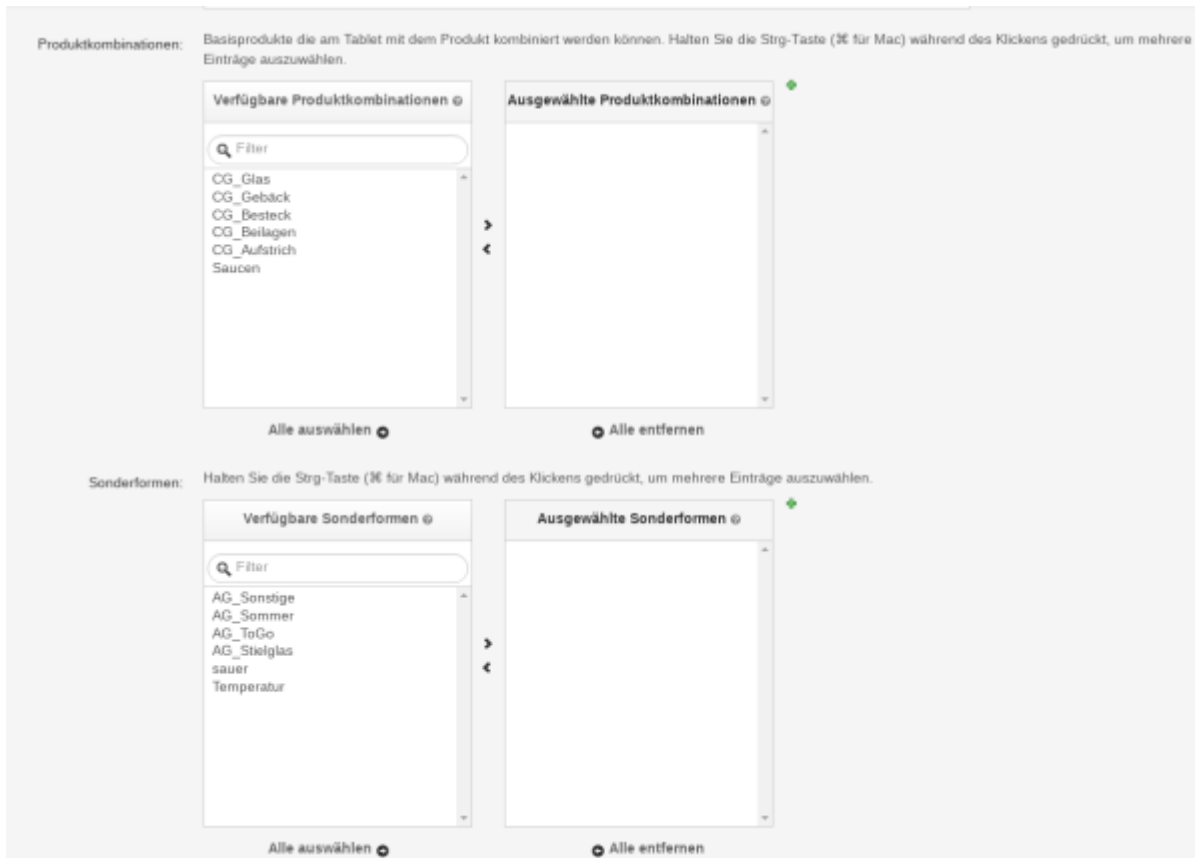 Produktkombinationen:
Basisprodukte die am Tablet mit dem Produkt kombiniert werden können. Halten Sie die Strg-Taste (⌘ für Mac) während des Klickens gedrückt, um mehrere
Einträge auszuwählen.
Verfügbare Produktkombinationen
Ausgewählte Produktkombinationen
Filter
CG_Glas
CG_Gebäck
CG_Besteck
CG_Beilagen
CG_Aufstrich
Saucen
Alle auswählen
Alle entfernen
Sonderformen:
Halten Sie die Strg-Taste (⌘ für Mac) während des Klickens gedrückt, um mehrere Einträge auszuwählen.
Verfügbare Sonderformen
Ausgewählte Sonderformen
Filter
AG_Sonstige
AG_Sommer
AG_ToGo
AG_Stielglas
sauer
Temperatur
Alle auswählen
Alle entfernen